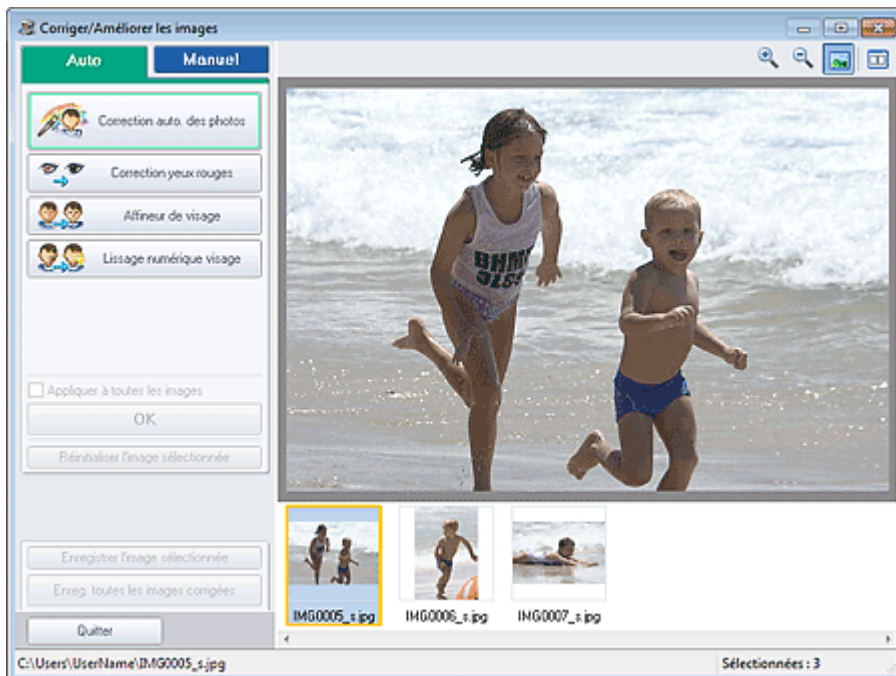 Corriger/Améliorer les images
Auto
Manuel
Correction auto. des photos
Correction yeux rouges
Affineur de visage
Lissage numérique visage
Appliquer à toutes les images
OK
Réinitialiser l'image sélectionnée
Enregistrer l'image sélectionnée
Enreg. toutes les images corrigées
Quitter
IMG0005_s.jpg
IMG0006_s.jpg
IMG0007_s.jpg
C:\Users\UserName\IMG0005_s.jpg
Sélectionnées : 3